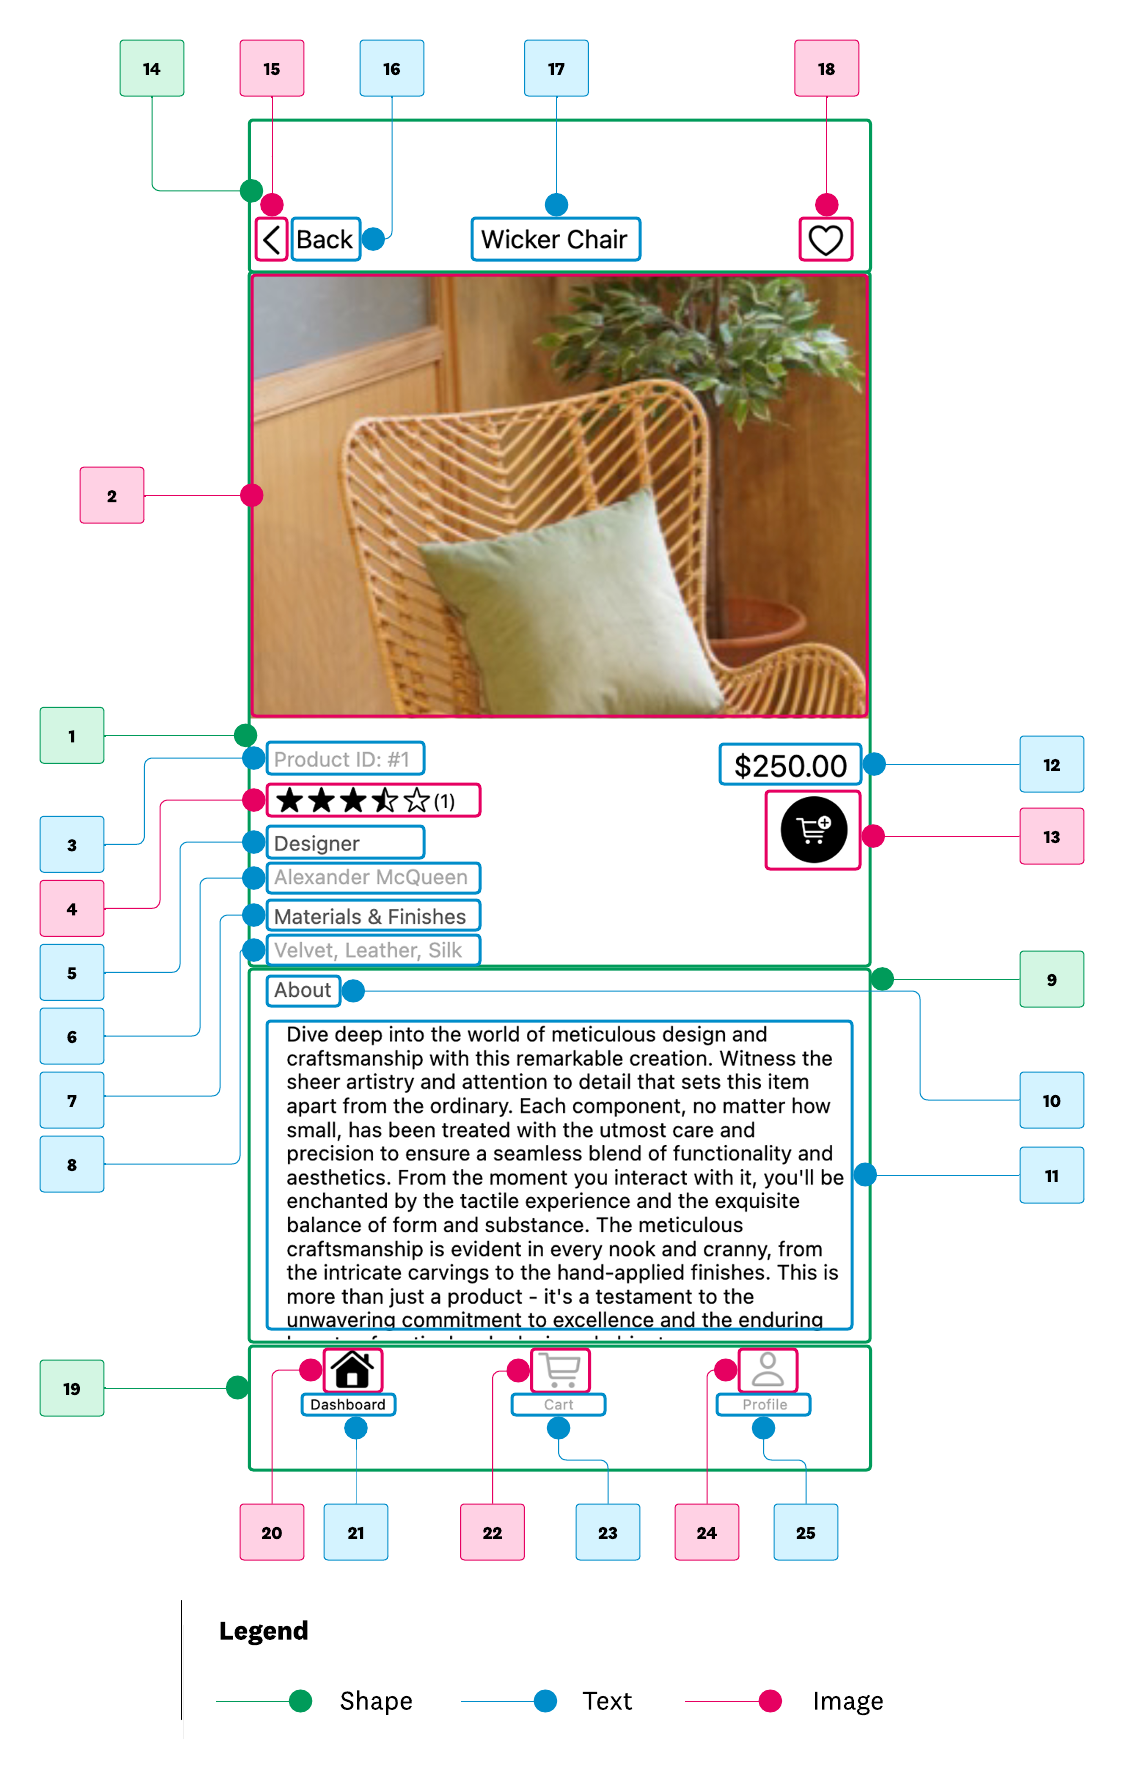 14
15
16
17
18
Back
Wicker Chair
2
1
Product ID: #1
$250.00
12
(1)
13
3
Designer
4
Alexander McQueen
Materials & Finishes
5
Velvet, Leather, Silk
9
About
6
Dive deep into the world of meticulous design and
craftsmanship with this remarkable creation. Witness the
sheer artistry and attention to detail that sets this item
7
10
apart from the ordinary. Each component, no matter how
small, has been treated with the utmost care and
precision to ensure a seamless blend of functionality and
8
11
aesthetics. From the moment you interact with it, you'll be
enchanted by the tactile experience and the exquisite
balance of form and substance. The meticulous
craftsmanship is evident in every nook and cranny, from
the intricate carvings to the hand-applied finishes. This is
more than just a product - it's a testament to the
unwavering commitment to excellence and the enduring
19
Dashboard
Cart
Profile
20
21
22
23
24
25
Legend
Shape
Text
Image